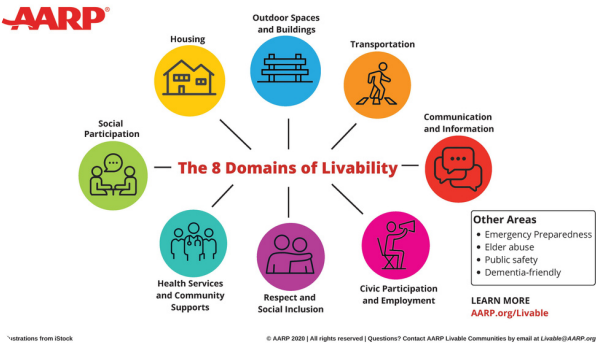 AARP®
Outdoor Spaces
and Buildings
Housing
Transportation
Social
Participation
Communication
and Information
The 8 Domains of Livability
Other Areas
• Emergency Preparedness
• Elder abuse
• Public safety
• Dementia-friendly
Health Services
and Community
Supports
Respect and
Social Inclusion
Civic Participation
and Employment
LEARN MORE
AARP.org/Livable
from iStock
© AARP 2020 | All rights reserved | Questions? Contact AARP Livable Communities by email at Livable@AARP.org